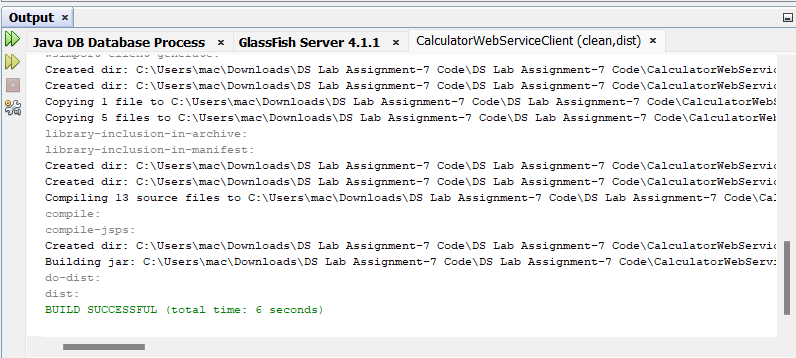 Output
Java DB Database Process
GlassFish Server 4.1.1
CalculatorWebServiceClient (clean,dist)
wsimport-client-generate:
Created dir: C:\Users\mac\Downloads\DS Lab Assignment-7 Code\DS Lab Assignment-7 Code\CalculatorWebServic
Created dir: C:\Users\mac\Downloads\DS Lab Assignment-7 Code\DS Lab Assignment-7 Code\CalculatorWebServic
Copying 1 file to C:\Users\mac\Downloads\DS Lab Assignment-7 Code\DS Lab Assignment-7 Code\CalculatorWebS
Copying 5 files to C:\Users\mac\Downloads\DS Lab Assignment-7 Code\DS Lab Assignment-7 Code\CalculatorWeb
library-inclusion-in-archive:
library-inclusion-in-manifest:
Created dir: C:\Users\mac\Downloads\DS Lab Assignment-7 Code\DS Lab Assignment-7 Code\CalculatorWebServic
Created dir: C:\Users\mac\Downloads\DS Lab Assignment-7 Code\DS Lab Assignment-7 Code\CalculatorWebServic
Compiling 13 source files to C:\Users\mac\Downloads\DS Lab Assignment-7 Code\DS Lab Assignment-7 Code\Cal
compile:
compile-jsps:
Created dir: C:\Users\mac\Downloads\DS Lab Assignment-7 Code\DS Lab Assignment-7 Code\CalculatorWebServic
Building jar: C:\Users\mac\Downloads\DS Lab Assignment-7 Code\DS Lab Assignment-7 Code\CalculatorWebServi
do-dist:
dist:
BUILD SUCCESSFUL (total time: 6 seconds)